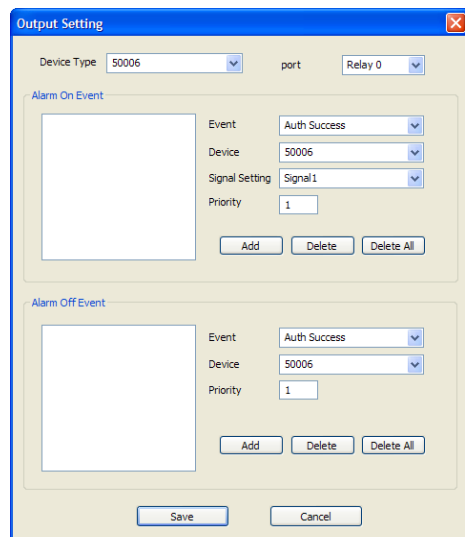 Output Setting
Device Type 50006 port Relay 0
Alarm On Event
Event Auth Success
Device 50006
Signal Setting Signal1
Priority 1
Add Delete Delete All
Alarm Off Event
Event Auth Success
Device 50006
Priority 1
Add Delete Delete All
Save Cancel